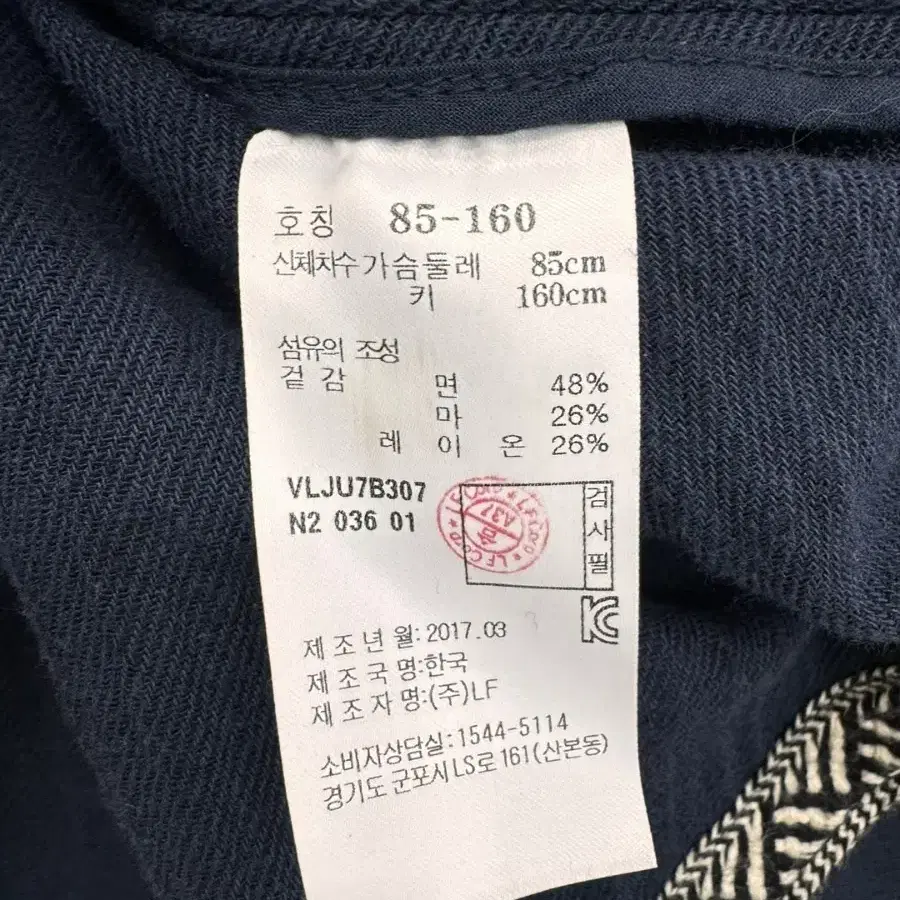 호칭 85-160
신체치수 가슴둘레 85cm
키 160cm
섬유의 조성
겉감 면 48%
마 26%
레이온 26%
VLJU7B307
N2 036 01
검사필
합
A37
제조년월: 2017.03
제조국명:한국
제조자명:(주)LF
소비자상담실: 1544-5114
경기도 군포시 LS로 161(산본동)